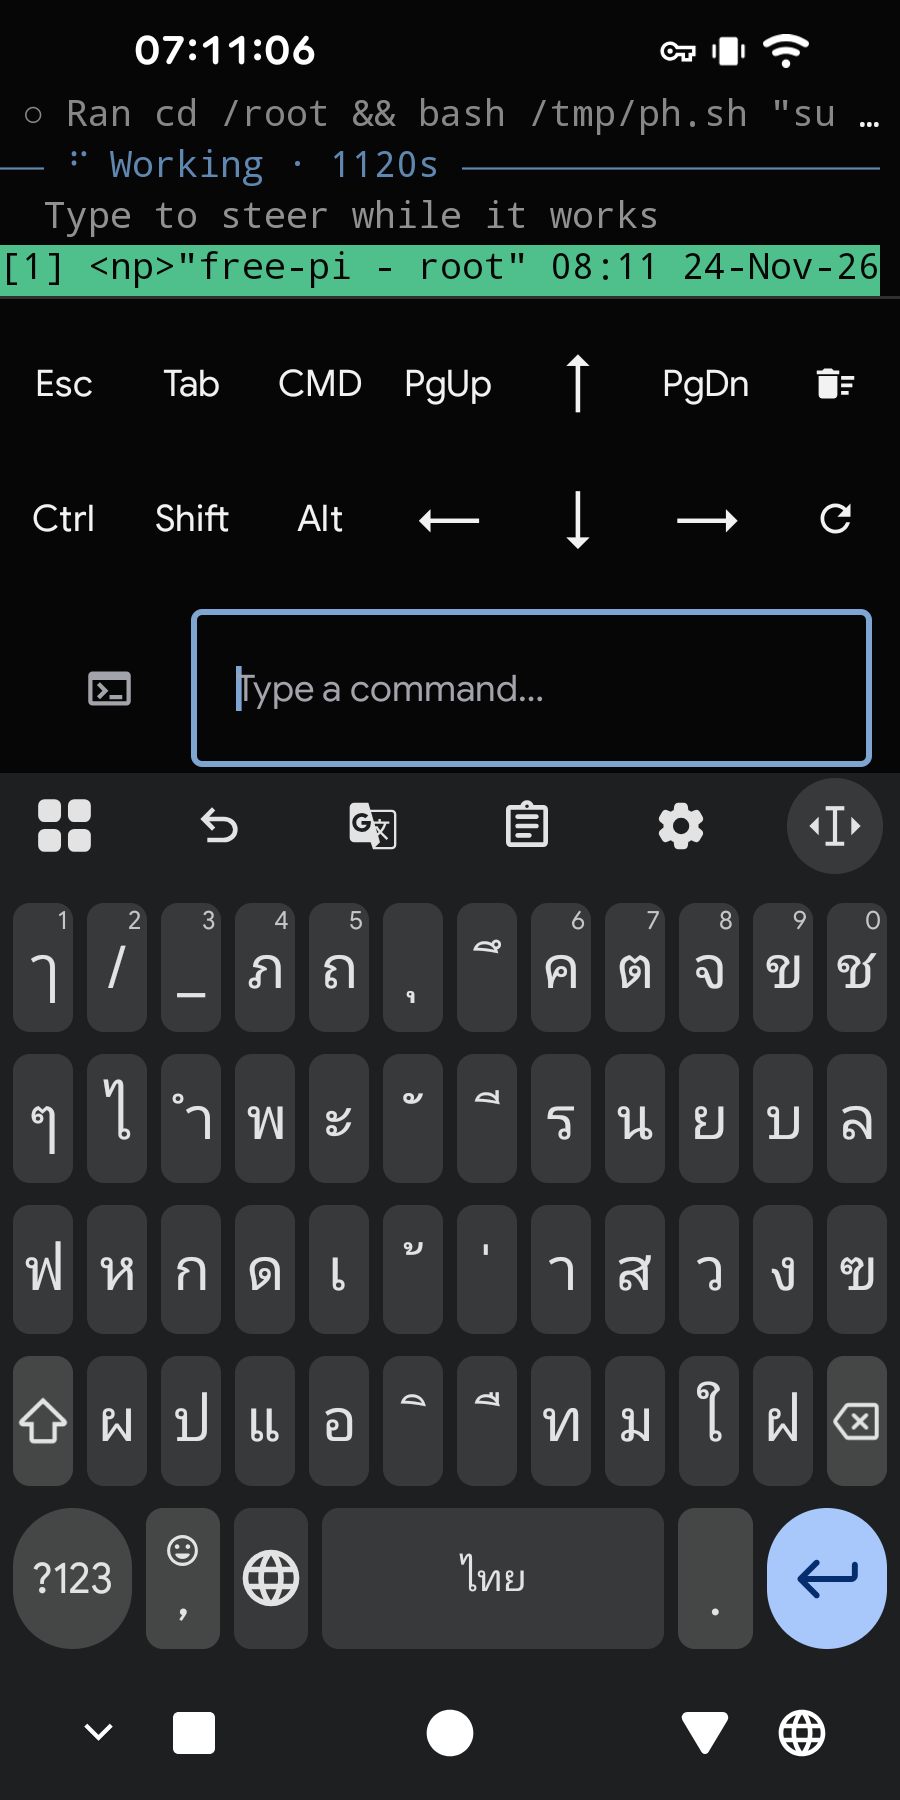 07:11:06
○ Ran cd /root && bash /tmp/ph.sh "su …
Working · 1120s
Type to steer while it works
[1] <np>"free-pi - root" 08:11 24-Nov-26
Esc Tab CMD PgUp ↑ PgDn
Ctrl Shift Alt ← ↓ →
Type a command...
1 2 3 4 5 6 7 8 9 0
ๅ / _ ภ ถ ุ ึ ค ต จ ข ช
ๆ ไ ำ พ ะ ั ี ร น ย บ ล
ฟ ห ก ด เ ้ ่ า ส ว ง ฃ
ผ ป แ อ ิ ื ท ม ใ ฝ
?123 , ไทย .